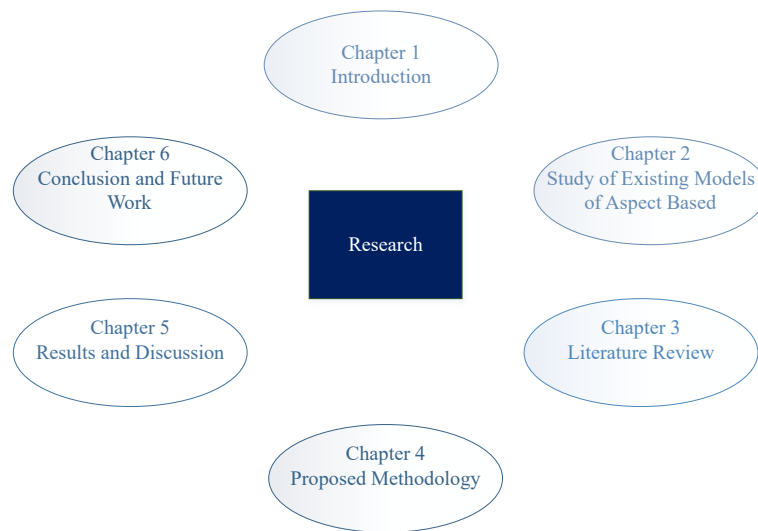 Chapter 1
Introduction
Chapter 6
Conclusion and Future
Work
Chapter 2
Study of Existing Models
of Aspect Based
Research
Chapter 5
Results and Discussion
Chapter 3
Literature Review
Chapter 4
Proposed Methodology